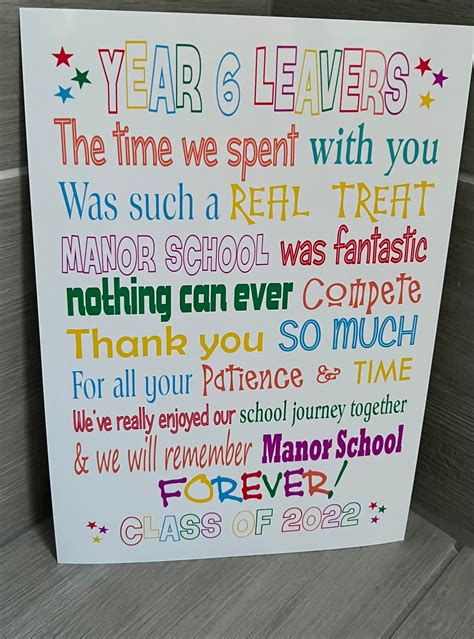 YEAR 6 LEAVERS
The time we spent with you
Was such a REAL TREAT
MANOR SCHOOL was fantastic
nothing can ever Compete
Thank you SO MUCH
For all your Patience & TIME
We've really enjoyed our school journey together
& we will remember Manor School
FOREVER!
CLASS OF 2022